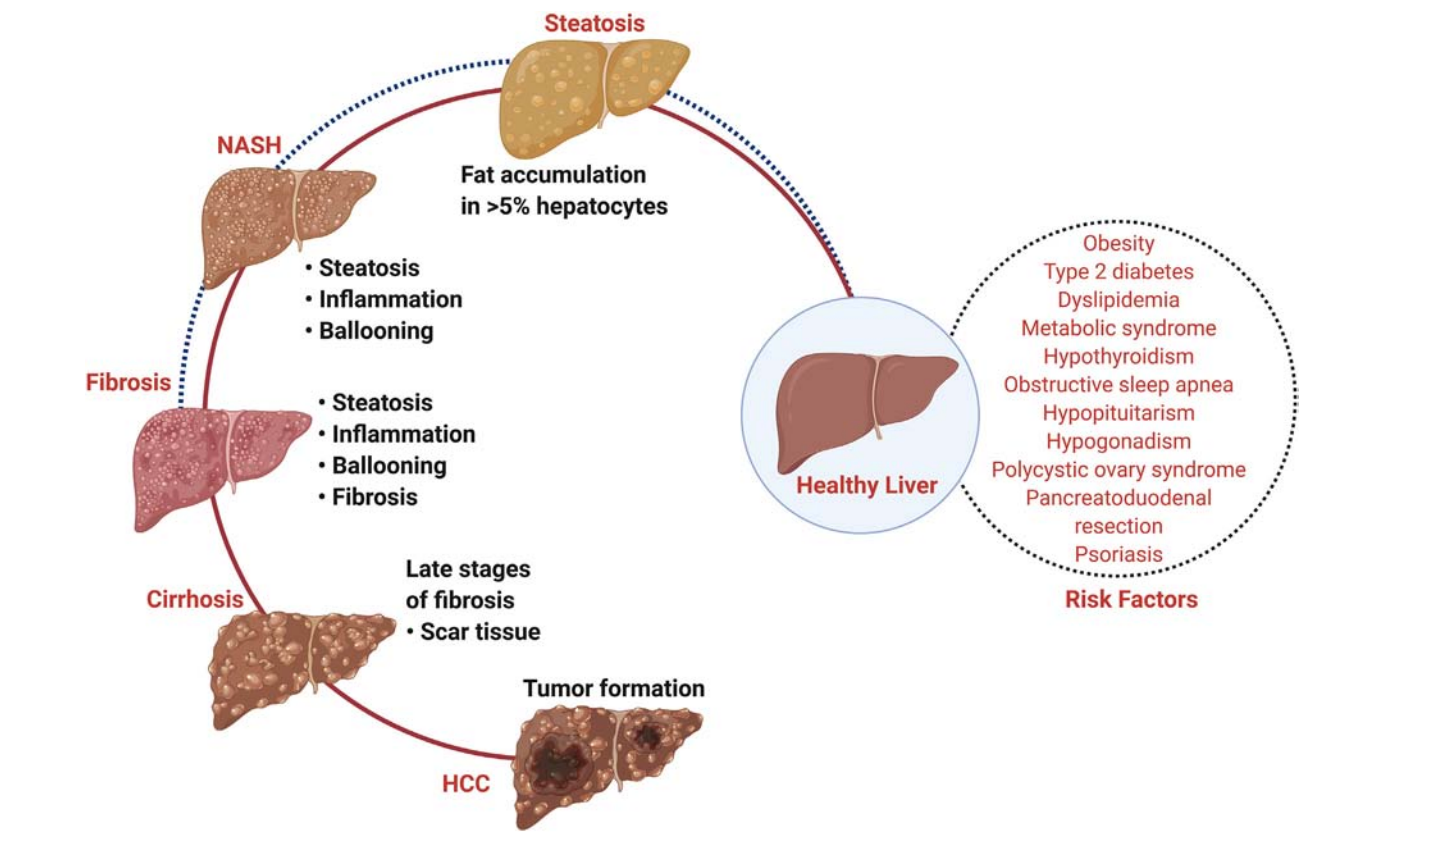 Steatosis
Fat accumulation
in >5% hepatocytes
NASH
• Steatosis
• Inflammation
• Ballooning
Fibrosis
• Steatosis
• Inflammation
• Ballooning
• Fibrosis
Cirrhosis
Late stages
of fibrosis
• Scar tissue
Tumor formation
HCC
Healthy Liver
Obesity
Type 2 diabetes
Dyslipidemia
Metabolic syndrome
Hypothyroidism
Obstructive sleep apnea
Hypopituitarism
Hypogonadism
Polycystic ovary syndrome
Pancreatoduodenal
resection
Psoriasis
Risk Factors